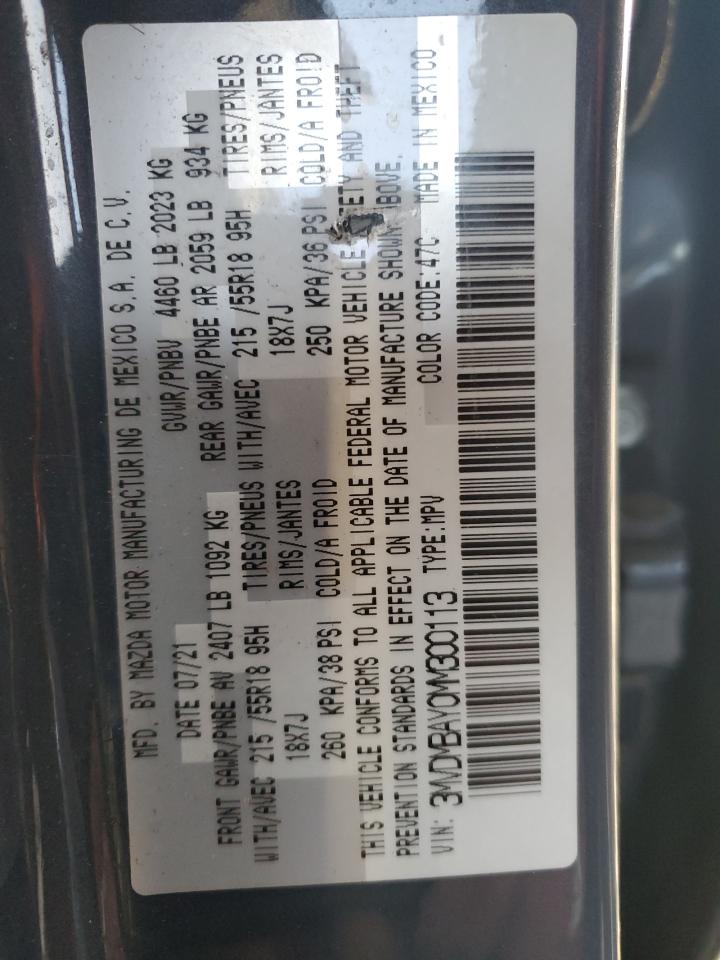 MFD. BY MAZDA MOTOR MANUFACTURING DE MEXICO S.A. DE C.V.
DATE 07/21 GVWR/PNBV 4460 LB 2023 KG
FRONT GAWR/PNBE AV 2407 LB 1092 KG REAR GAWR/PNBE AR 2059 LB 934 KG
WITH/AVEC 215 /55R18 95H TIRES/PNEUS WITH/AVEC 215 /55R18 95H TIRES/PNEUS
18X7J RIMS/JANTES 18X7J RIMS/JANTES
260 KPA/38 PSI COLD/A FROID 250 KPA/36 PSI COLD/A FROID
THIS VEHICLE CONFORMS TO ALL APPLICABLE FEDERAL MOTOR VEHICLE SAFETY AND THEFT
PREVENTION STANDARDS IN EFFECT ON THE DATE OF MANUFACTURE SHOWN ABOVE.
VIN: 3MVDMBAY0MM300113 TYPE:MPV COLOR CODE:47C MADE IN MEXICO